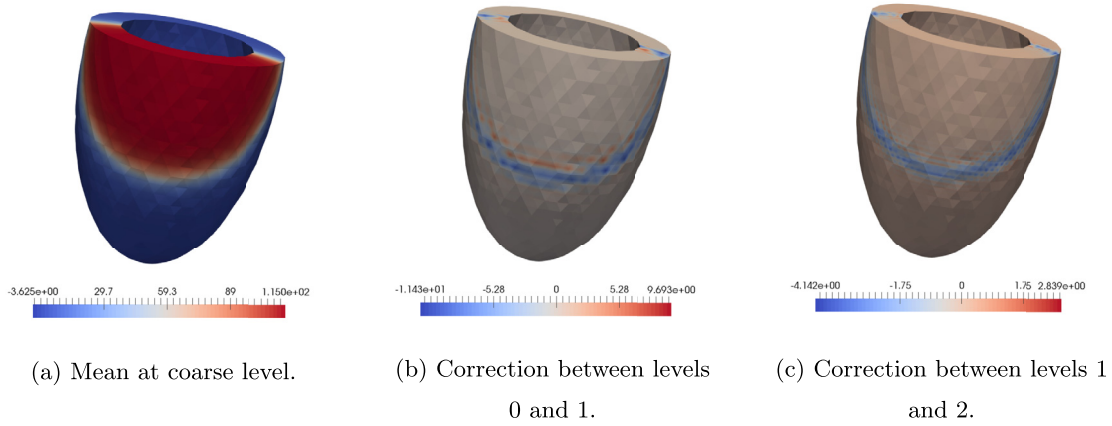 -3.625e+00 29.7 59.3 89 1.150e+02
-1.143e+01 -5.28 0 5.28 9.693e+00
-4.142e+00 -1.75 0 1.75 2.839e+00
(a) Mean at coarse level.
(b) Correction between levels
0 and 1.
(c) Correction between levels 1
and 2.